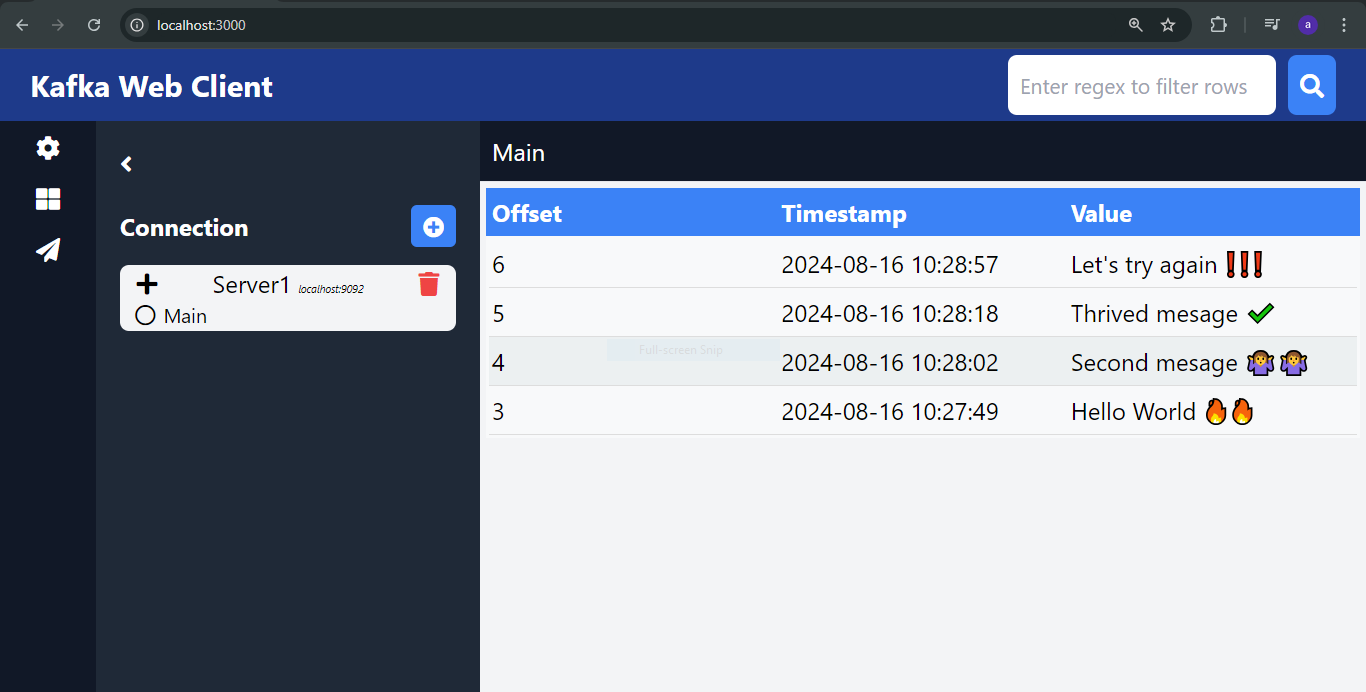 localhost:3000
a
Kafka Web Client
Enter regex to filter rows
Main
Connection
Server1 localhost:9092
Main
Offset Timestamp Value
6 2024-08-16 10:28:57 Let's try again ❗❗❗
5 2024-08-16 10:28:18 Thrived mesage ✔
Full-screen Snip
4 2024-08-16 10:28:02 Second mesage 🤷‍♀️🤷‍♀️
3 2024-08-16 10:27:49 Hello World 🔥🔥